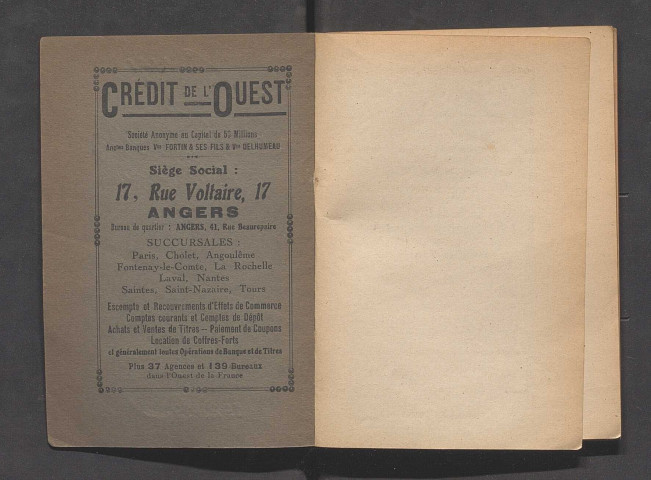 CRÉDIT DE L'OUEST
Société Anonyme au Capital de Millions
Banques Vve FORTIN & SES FILS & Vve DELHUMEAU
Siège Social :
17, Rue Voltaire, 17
ANGERS
Bureau de quartier : ANGERS, 41, Rue Beaurepaire
SUCCURSALES :
Paris, Cholet, Angoulême
Fontenay-le-Comte, La Rochelle
Laval, Nantes
Saintes, Saint-Nazaire, Tours
Escompte et Recouvrements d'Effets de Commerce
Comptes courants et Comptes de Dépôt
Achats et Ventes de Titres — Paiement de Coupons
Location de Coffres-Forts
et généralement toutes Opérations de Banque et de Titres
Plus 37 Agences et 139 Bureaux
dans l'Ouest de la France